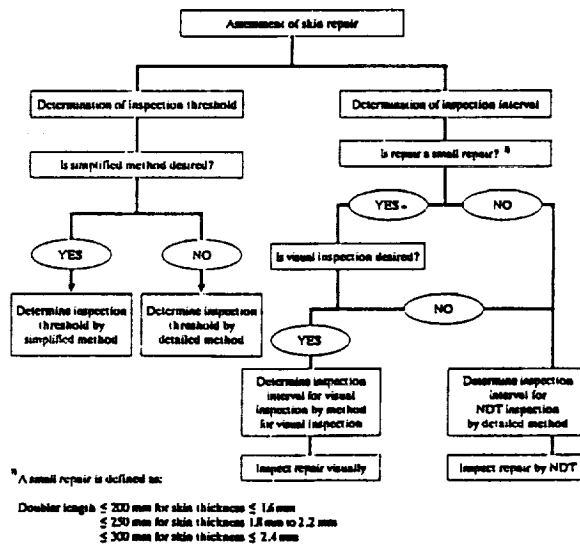 Assessment of skin repair
Determination of inspection threshold
Determination of inspection interval
Is simplified method desired?
Is repair a small repair? *)
YES
NO
YES
NO
Is visual inspection desired?
Determine inspection
threshold by
simplified method
Determine inspection
threshold by
detailed method
YES
NO
Determine inspection
interval for visual
inspection by method
for visual inspection
Determine inspection
interval for
NDT inspection
by detailed method
Inspect repair visually
Inspect repair by NDT
*) A small repair is defined as:
Doubler length ≤ 200 mm for skin thickness ≤ 1.6 mm
≤ 250 mm for skin thickness 1.8 mm to 2.2 mm
≤ 300 mm for skin thickness ≤ 2.4 mm